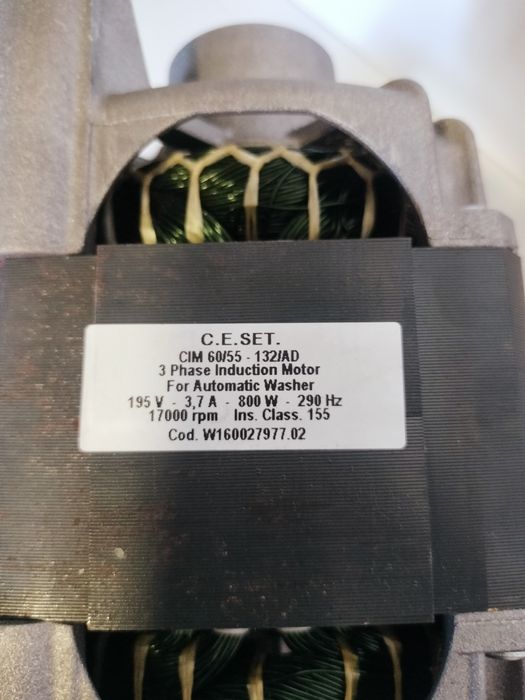 C.E.SET.
CIM 60/55 - 132/AD
3 Phase Induction Motor
For Automatic Washer
195 V - 3,7 A - 800 W - 290 Hz
17000 rpm Ins. Class. 155
Cod. W160027977.02